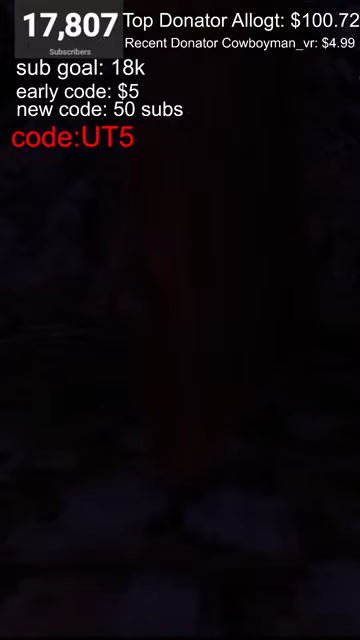 17,807
Subscribers
Top Donator Allogt: $100.72
Recent Donator Cowboyman_vr: $4.99
sub goal: 18k
early code: $5
new code: 50 subs
code:UT5